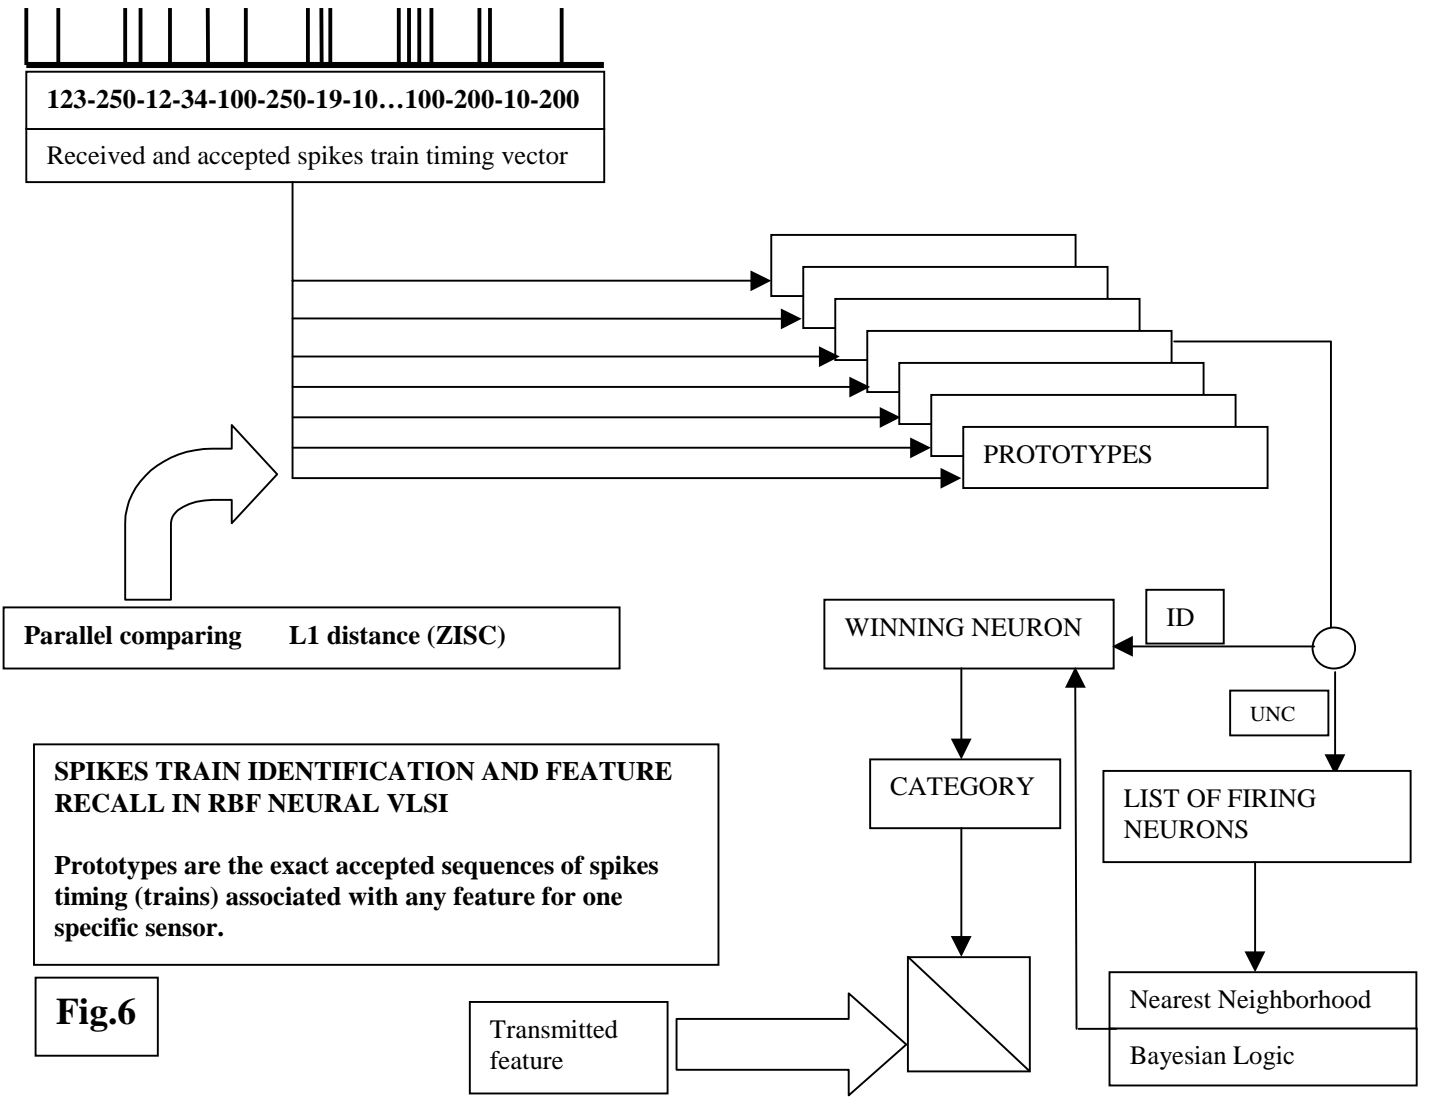 123-250-12-34-100-250-19-10…100-200-10-200
Received and accepted spikes train timing vector
PROTOTYPES
Parallel comparing L1 distance (ZISC)
WINNING NEURON
ID
UNC
CATEGORY
LIST OF FIRING
NEURONS
SPIKES TRAIN IDENTIFICATION AND FEATURE
RECALL IN RBF NEURAL VLSI
Prototypes are the exact accepted sequences of spikes
timing (trains) associated with any feature for one
specific sensor.
Fig.6
Transmitted
feature
Nearest Neighborhood
Bayesian Logic